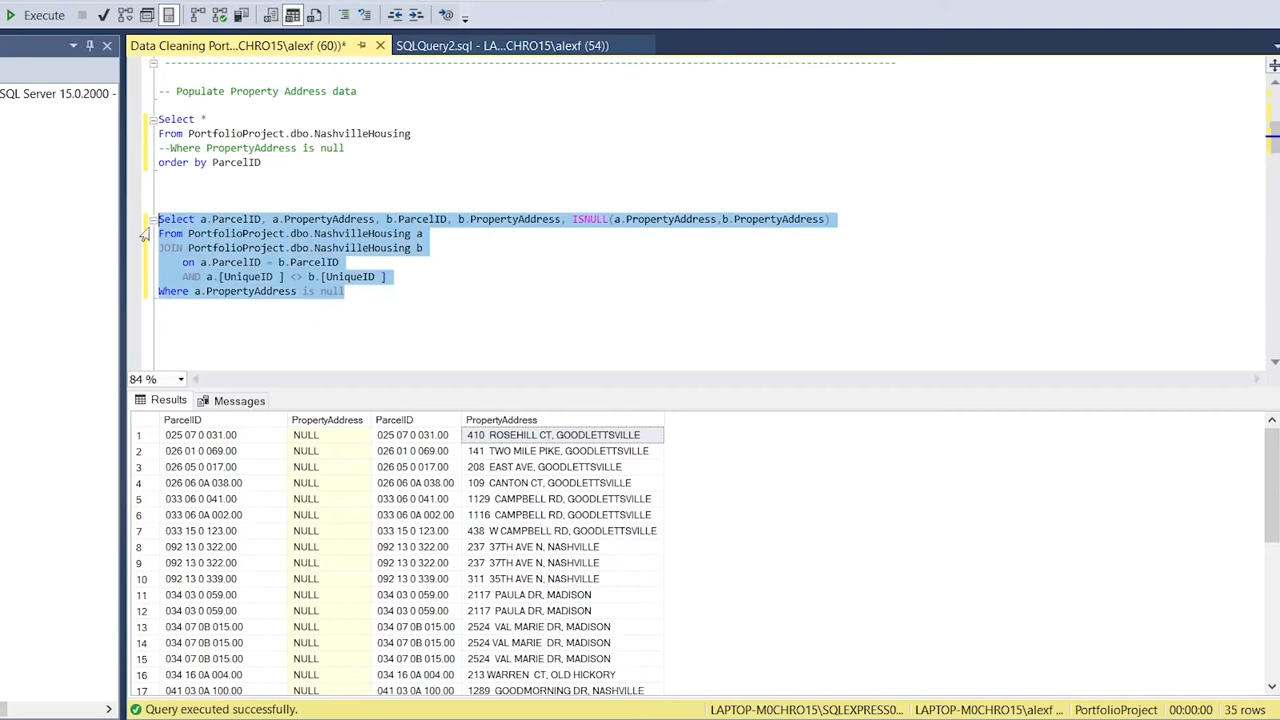 Execute
Data Cleaning Port...CHRO15\alexf (60))*
SQLQuery2.sql - LA...CHRO15\alexf (54))
SQL Server 15.0.2000 -
-- Populate Property Address data
Select *
From PortfolioProject.dbo.NashvilleHousing
--Where PropertyAddress is null
order by ParcelID
Select a.ParcelID, a.PropertyAddress, b.ParcelID, b.PropertyAddress, ISNULL(a.PropertyAddress,b.PropertyAddress)
From PortfolioProject.dbo.NashvilleHousing a
JOIN PortfolioProject.dbo.NashvilleHousing b
on a.ParcelID = b.ParcelID
AND a.[UniqueID ] <> b.[UniqueID ]
Where a.PropertyAddress is null
84 %
Results Messages
ParcelID PropertyAddress ParcelID PropertyAddress
1 025 07 0 031.00 NULL 025 07 0 031.00 410 ROSEHILL CT, GOODLETTSVILLE
2 026 01 0 069.00 NULL 026 01 0 069.00 141 TWO MILE PIKE, GOODLETTSVILLE
3 026 05 0 017.00 NULL 026 05 0 017.00 208 EAST AVE, GOODLETTSVILLE
4 026 06 0A 038.00 NULL 026 06 0A 038.00 109 CANTON CT, GOODLETTSVILLE
5 033 06 0 041.00 NULL 033 06 0 041.00 1129 CAMPBELL RD, GOODLETTSVILLE
6 033 06 0A 002.00 NULL 033 06 0A 002.00 1116 CAMPBELL RD, GOODLETTSVILLE
7 033 15 0 123.00 NULL 033 15 0 123.00 438 W CAMPBELL RD, GOODLETTSVILLE
8 092 13 0 322.00 NULL 092 13 0 322.00 237 37TH AVE N, NASHVILLE
9 092 13 0 322.00 NULL 092 13 0 322.00 237 37TH AVE N, NASHVILLE
10 092 13 0 339.00 NULL 092 13 0 339.00 311 35TH AVE N, NASHVILLE
11 034 03 0 059.00 NULL 034 03 0 059.00 2117 PAULA DR, MADISON
12 034 03 0 059.00 NULL 034 03 0 059.00 2117 PAULA DR, MADISON
13 034 07 0B 015.00 NULL 034 07 0B 015.00 2524 VAL MARIE DR, MADISON
14 034 07 0B 015.00 NULL 034 07 0B 015.00 2524 VAL MARIE DR, MADISON
15 034 07 0B 015.00 NULL 034 07 0B 015.00 2524 VAL MARIE DR, MADISON
16 034 16 0A 004.00 NULL 034 16 0A 004.00 213 WARREN CT, OLD HICKORY
17 041 03 0A 100.00 NULL 041 03 0A 100.00 1289 GOODMORNING DR, NASHVILLE
Query executed successfully. LAPTOP-M0CHRO15\SQLEXPRESS0... LAPTOP-M0CHRO15\alexf ... PortfolioProject 00:00:00 35 rows